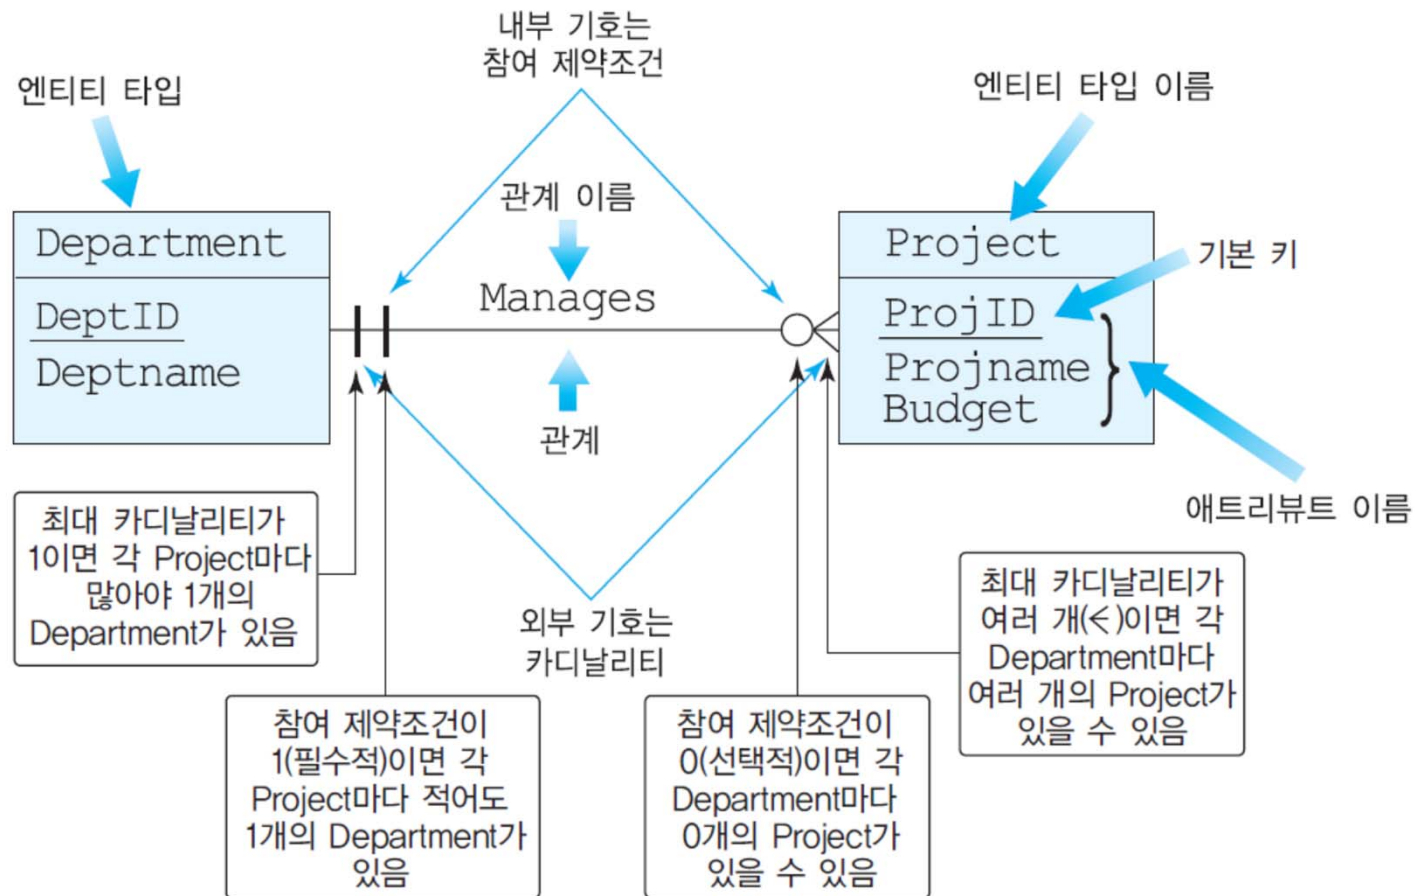 내부 기호는
참여 제약조건
엔티티 타입
엔티티 타입 이름
관계 이름
Department
DeptID
Deptname
Manages
Project
ProjID
Projname
Budget
기본 키
관계
애트리뷰트 이름
최대 카디날리티가
1이면 각 Project마다
많아야 1개의
Department가 있음
외부 기호는
카디날리티
최대 카디날리티가
여러 개(<)이면 각
Department마다
여러 개의 Project가
있을 수 있음
참여 제약조건이
1(필수적)이면 각
Project마다 적어도
1개의 Department가
있음
참여 제약조건이
0(선택적)이면 각
Department마다
0개의 Project가
있을 수 있음